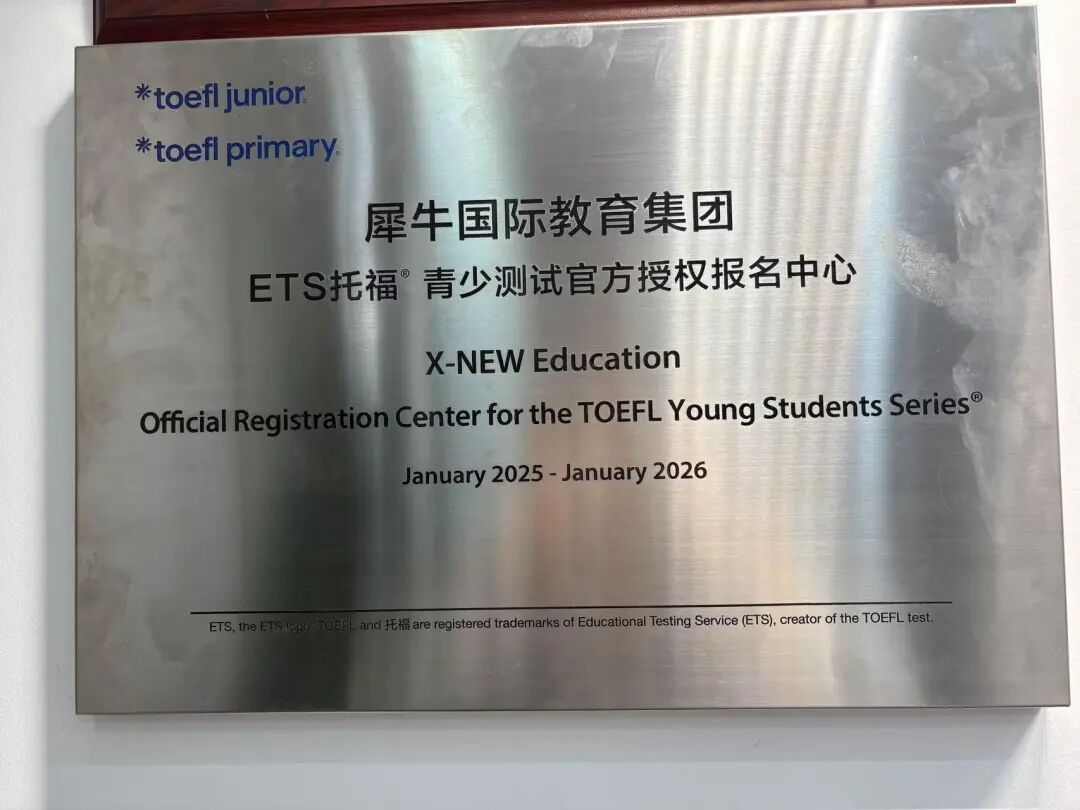 *toefl junior®
*toefl primary®
犀牛国际教育集团
ETS托福® 青少测试官方授权报名中心
X-NEW Education
Official Registration Center for the TOEFL Young Students Series®
January 2025 - January 2026
ETS, the ETS logo, TOEFL and 托福 are registered trademarks of Educational Testing Service (ETS), creator of the TOEFL test.